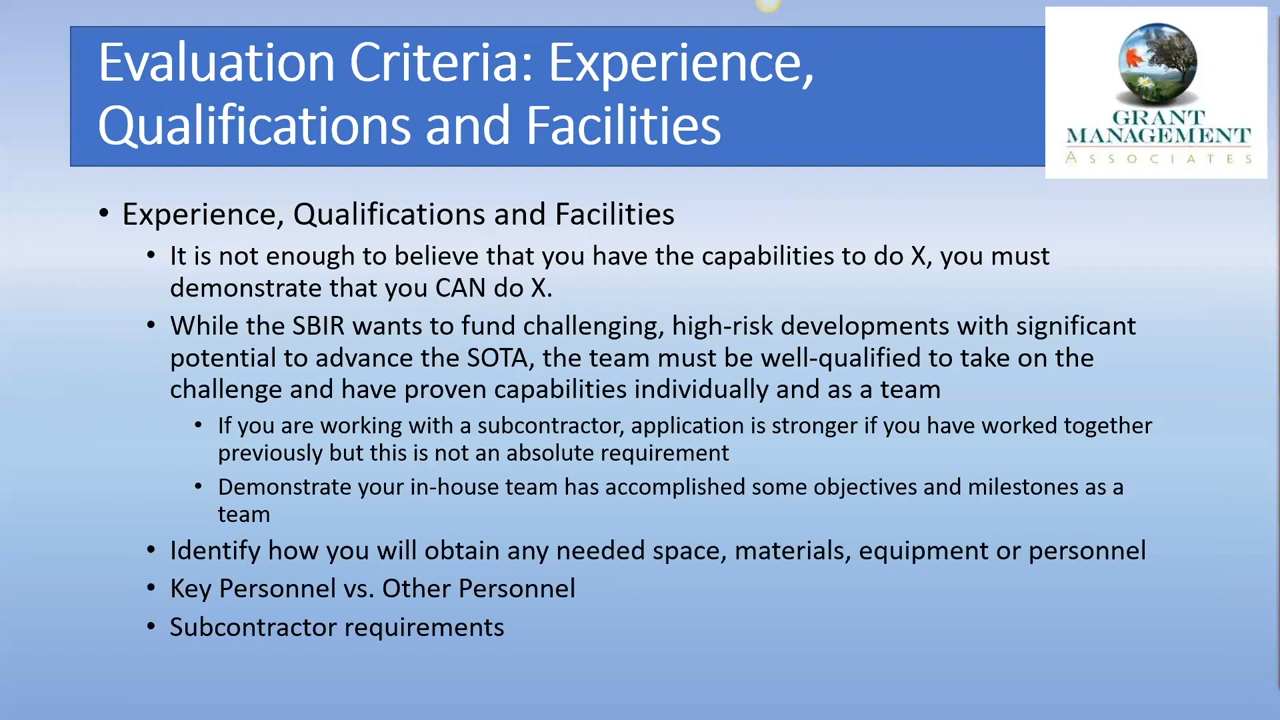 Evaluation Criteria: Experience,
Qualifications and Facilities
GRANT
MANAGEMENT
ASSOCIATES
• Experience, Qualifications and Facilities
• It is not enough to believe that you have the capabilities to do X, you must
demonstrate that you CAN do X.
• While the SBIR wants to fund challenging, high-risk developments with significant
potential to advance the SOTA, the team must be well-qualified to take on the
challenge and have proven capabilities individually and as a team
• If you are working with a subcontractor, application is stronger if you have worked together
previously but this is not an absolute requirement
• Demonstrate your in-house team has accomplished some objectives and milestones as a
team
• Identify how you will obtain any needed space, materials, equipment or personnel
• Key Personnel vs. Other Personnel
• Subcontractor requirements